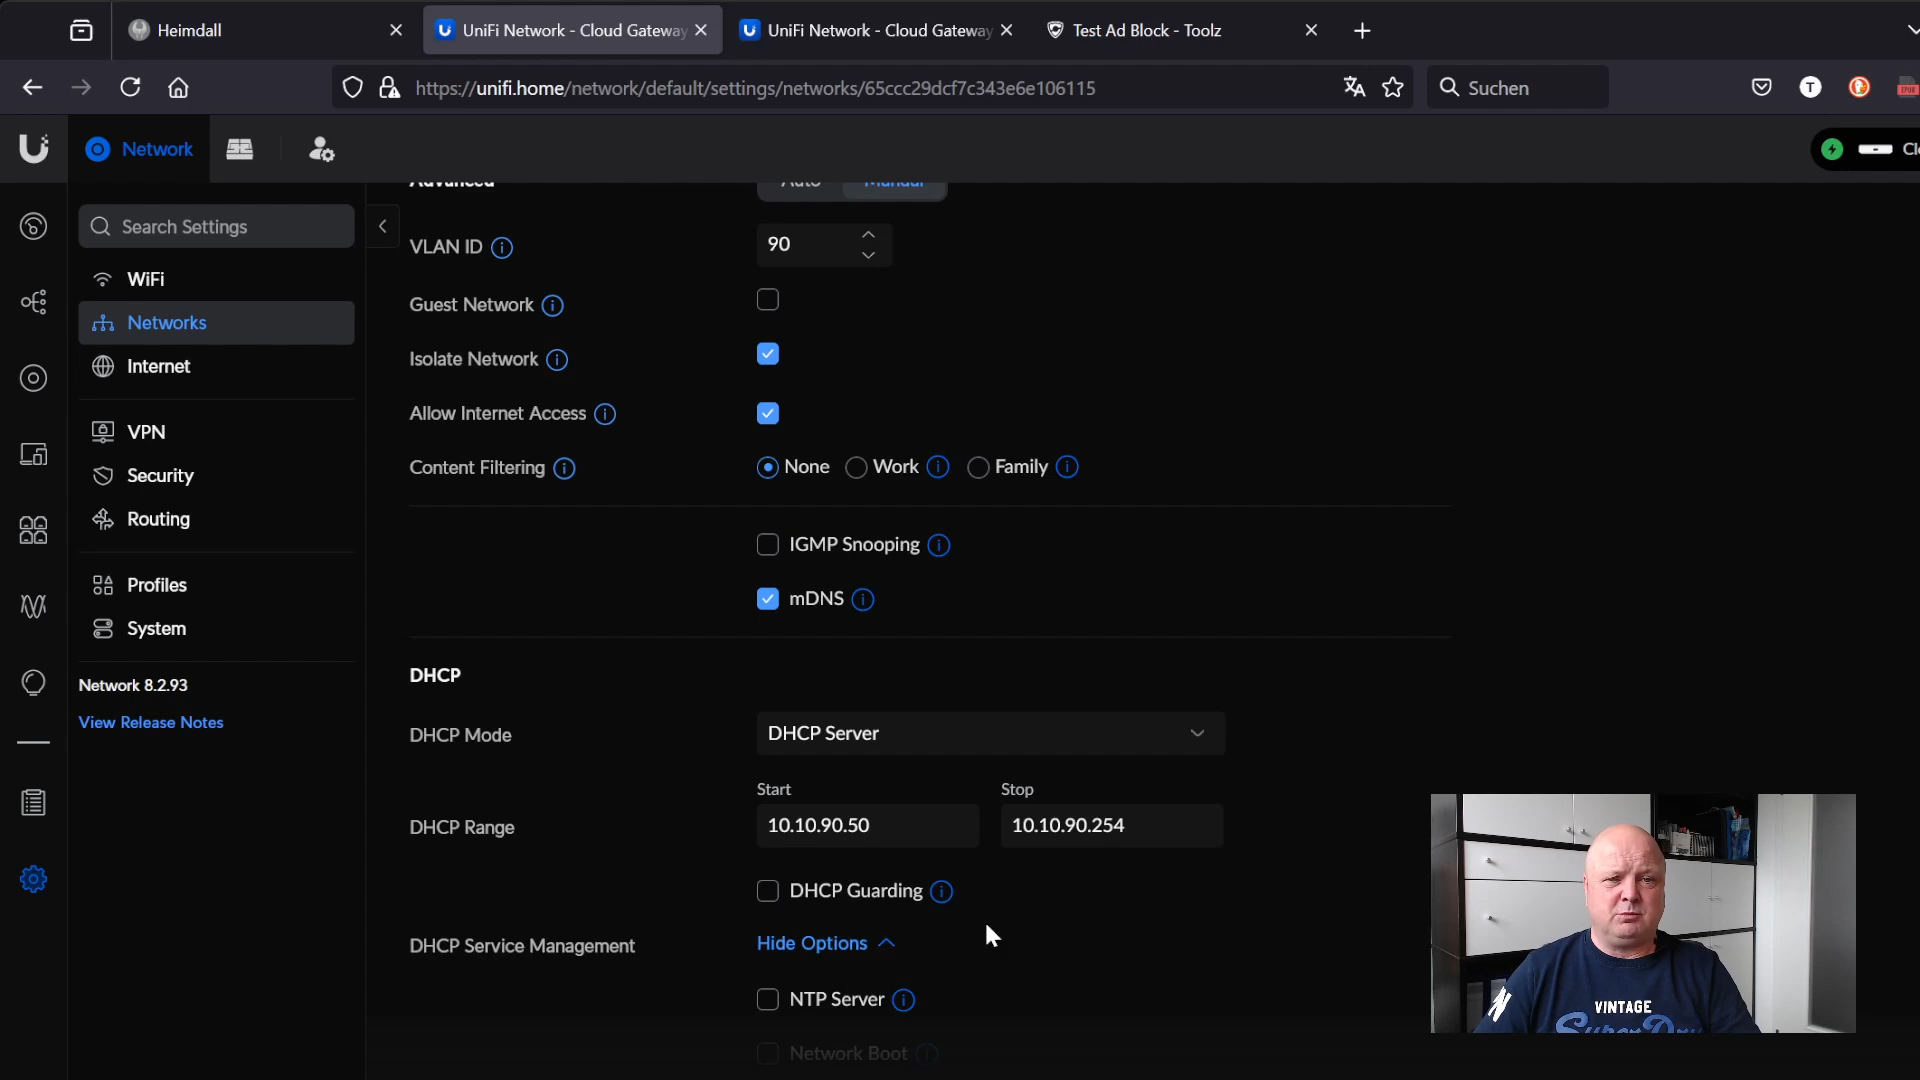 Heimdall
UniFi Network - Cloud Gateway
UniFi Network - Cloud Gateway
Test Ad Block - Toolz
https://unifi.home/network/default/settings/networks/65ccc29dcf7c343e6e106115
Suchen
T
Network
Advanced
Auto
Manual
Search Settings
WiFi
Networks
Internet
VPN
Security
Routing
Profiles
System
Network 8.2.93
View Release Notes
VLAN ID
90
Guest Network
Isolate Network
Allow Internet Access
Content Filtering
None
Work
Family
IGMP Snooping
mDNS
DHCP
DHCP Mode
DHCP Server
Start
Stop
DHCP Range
10.10.90.50
10.10.90.254
DHCP Guarding
DHCP Service Management
Hide Options
NTP Server
Network Boot
VINTAGE